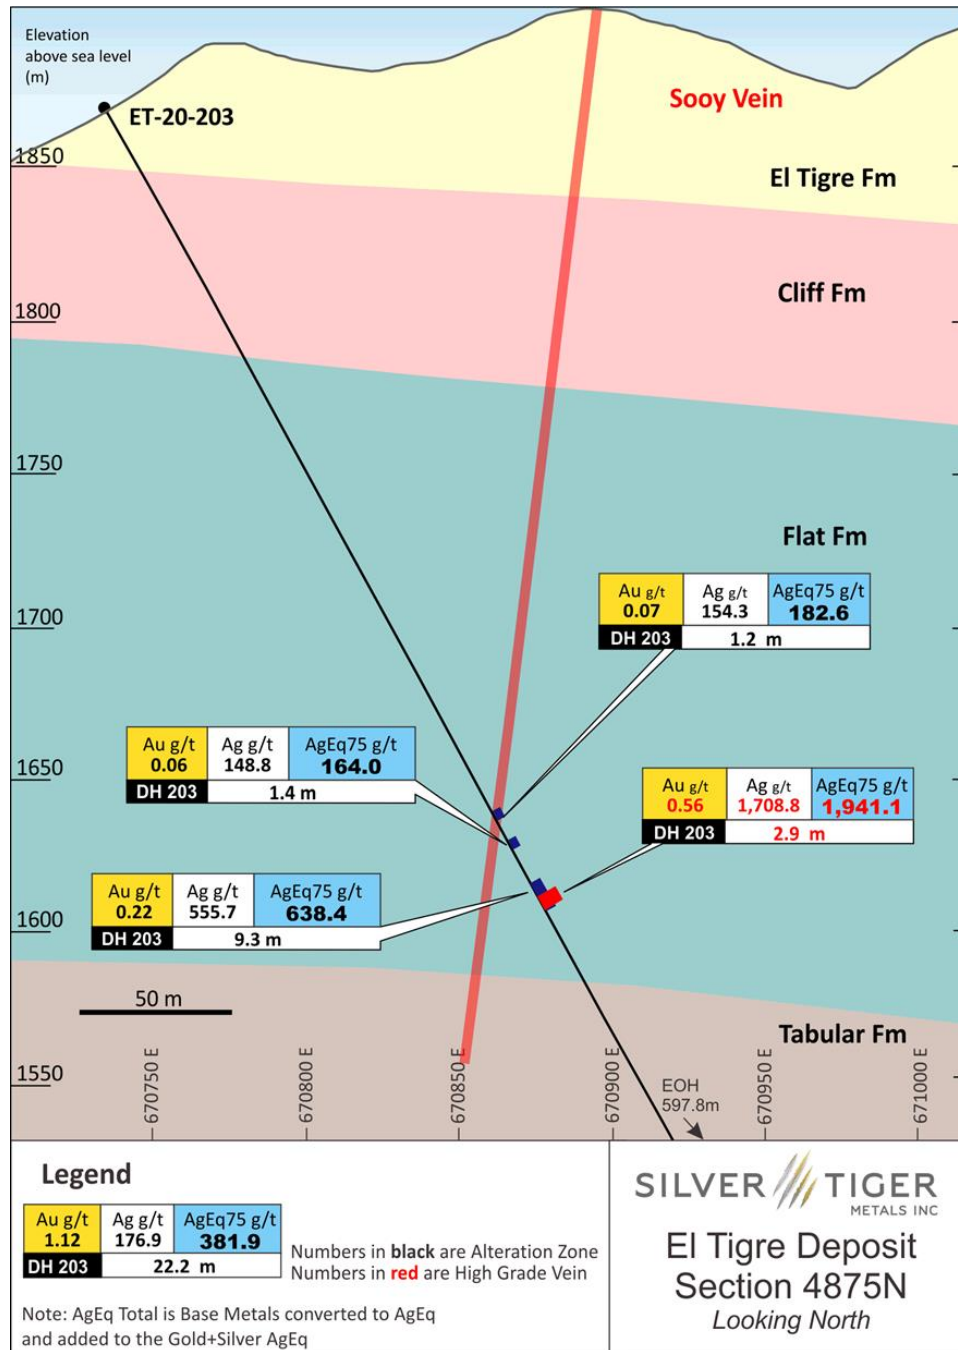 Elevation
above sea level
(m)
ET-20-203
Sooy Vein
1850
El Tigre Fm
Cliff Fm
1800
1750
Flat Fm
Au g/t Ag g/t AgEq75 g/t
0.07 154.3 182.6
DH 203 1.2 m
1700
Au g/t Ag g/t AgEq75 g/t
0.06 148.8 164.0
DH 203 1.4 m
1650
Au g/t Ag g/t AgEq75 g/t
0.56 1,708.8 1,941.1
DH 203 2.9 m
Au g/t Ag g/t AgEq75 g/t
0.22 555.7 638.4
DH 203 9.3 m
1600
50 m
Tabular Fm
1550
670750 E
670800 E
670850 E
670900 E
670950 E
671000 E
EOH
597.8m
Legend
Au g/t Ag g/t AgEq75 g/t
1.12 176.9 381.9
DH 203 22.2 m
Numbers in black are Alteration Zone
Numbers in red are High Grade Vein
Note: AgEq Total is Base Metals converted to AgEq
and added to the Gold+Silver AgEq
SILVER TIGER
METALS INC
El Tigre Deposit
Section 4875N
Looking North